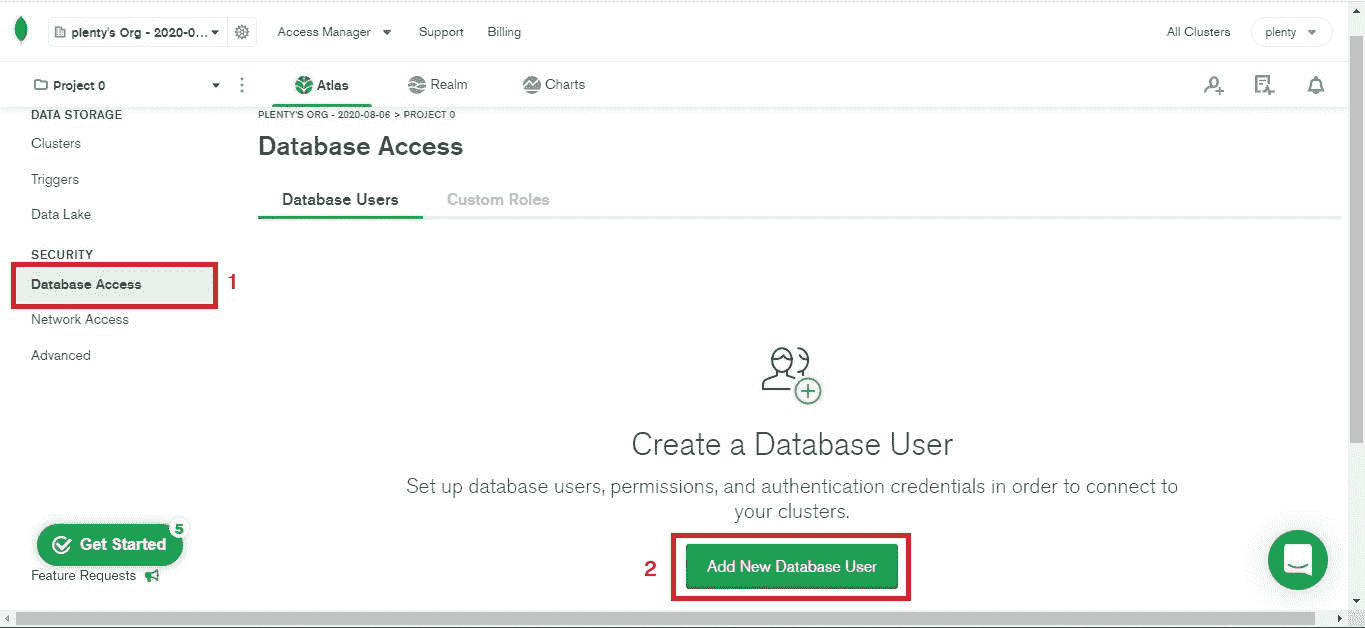 plenty's Org - 2020-0...
Access Manager
Support
Billing
All Clusters
plenty
Project 0
Atlas
Realm
Charts
DATA STORAGE
Clusters
Triggers
Data Lake
SECURITY
Database Access
1
Network Access
Advanced
5
Get Started
Feature Requests
PLENTY'S ORG - 2020-08-06 > PROJECT 0
Database Access
Database Users
Custom Roles
Create a Database User
Set up database users, permissions, and authentication credentials in order to connect to
your clusters.
2
Add New Database User